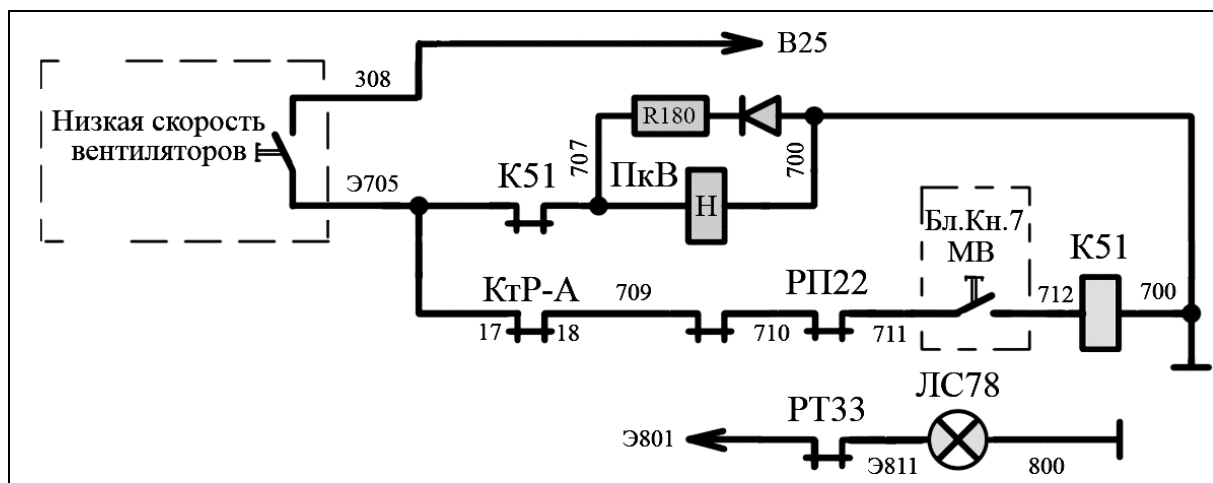 В25
308
Низкая скорость
вентиляторов
R180
707
700
Э705
К51
ПкВ
Н
Бл.Кн.7
МВ
К51
КтР-А
709
РП22
712
700
17
18
710
711
ЛС78
РТ33
Э801
Э811
800